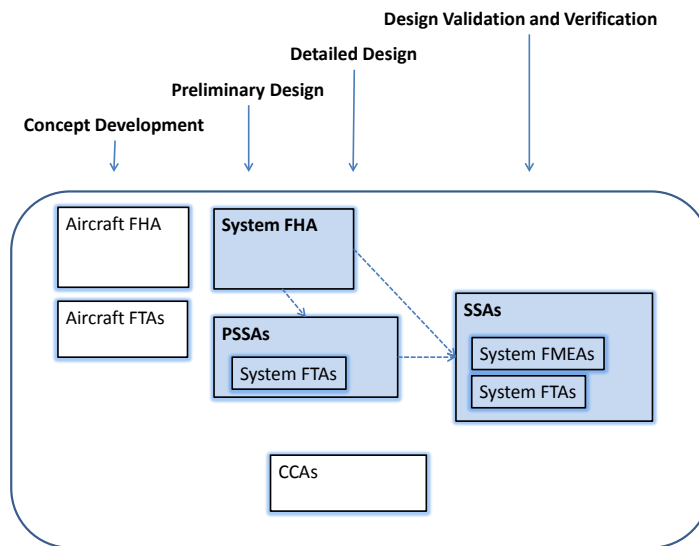 Design Validation and Verification
Detailed Design
Preliminary Design
Concept Development
Aircraft FHA
System FHA
Aircraft FTAs
PSSAs
System FTAs
SSAs
System FMEAs
System FTAs
CCAs